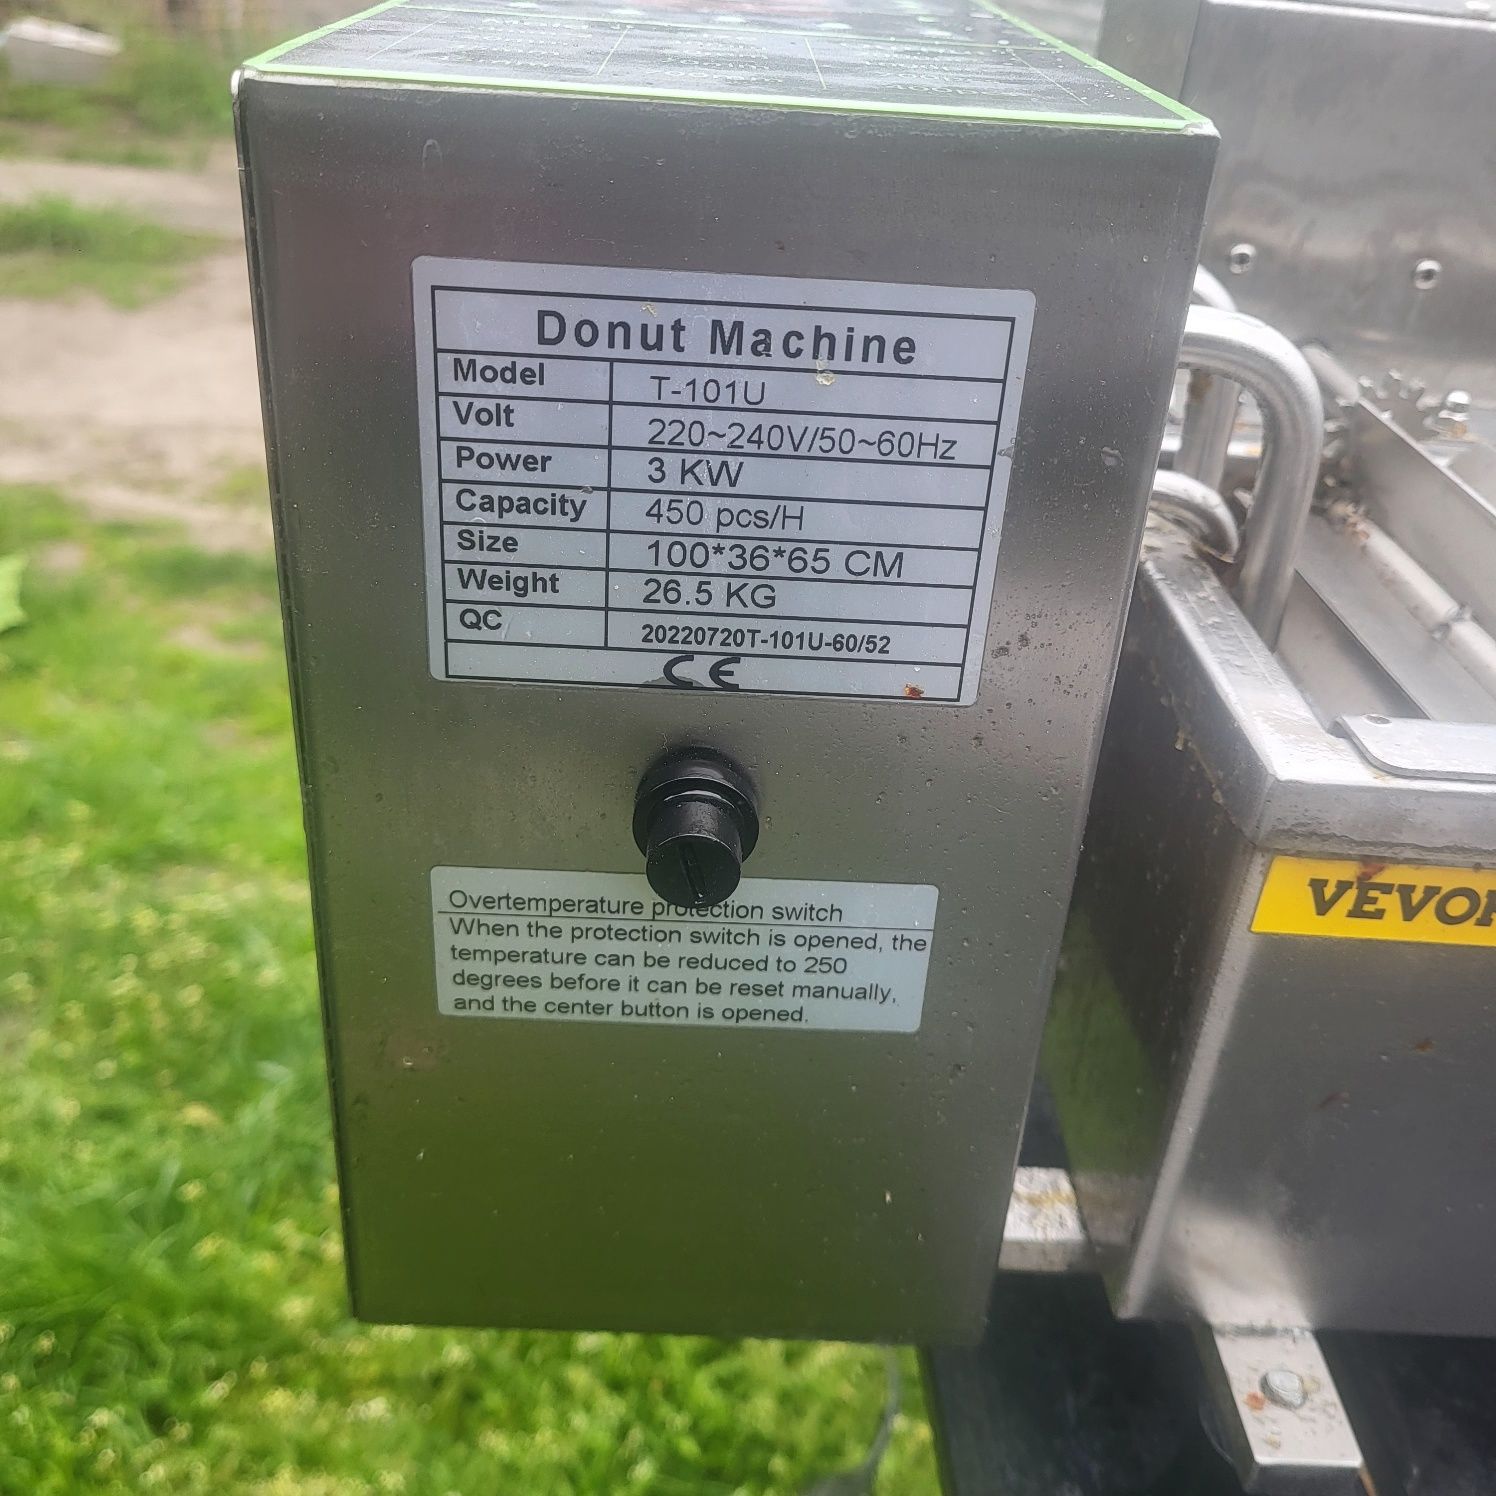 Donut Machine
Model T-101U
Volt 220~240V/50~60Hz
Power 3 KW
Capacity 450 pcs/H
Size 100*36*65 CM
Weight 26.5 KG
QC 20220720T-101U-60/52
CE
Overtemperature protection switch
When the protection switch is opened, the
temperature can be reduced to 250
degrees before it can be reset manually,
and the center button is opened.
VEVOR